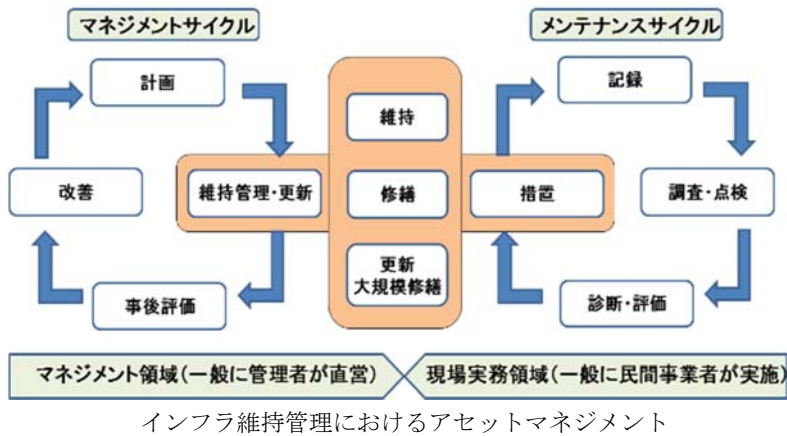 マネジメントサイクル
メンテナンスサイクル
計画
維持管理・更新
事後評価
改善
維持
修繕
更新
大規模修繕
記録
調査・点検
診断・評価
措置
マネジメント領域(一般に管理者が直営)
現場実務領域(一般に民間事業者が実施)
インフラ維持管理におけるアセットマネジメント